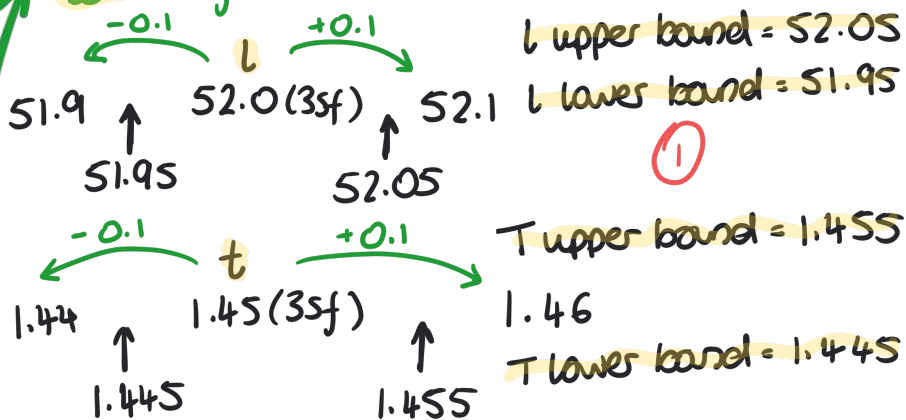 -0.1 l +0.1
51.9 52.0 (3sf) 52.1
51.95 52.05
l upper bound = 52.05
l lower bound = 51.95
1
-0.1 t +0.1
1.44 1.45 (3sf) 1.46
1.445 1.455
T upper bound = 1.455
T lower bound = 1.445